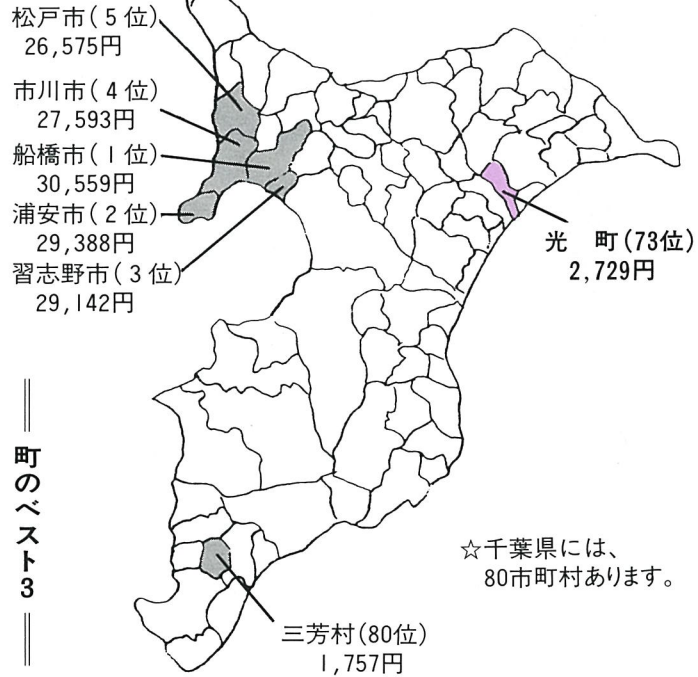 松戸市(5位)
26,575円
市川市(4位)
27,593円
船橋市(1位)
30,559円
浦安市(2位)
29,388円
習志野市(3位)
29,142円
光 町(73位)
2,729円
町のベスト3
☆千葉県には、
80市町村あります。
三芳村(80位)
1,757円